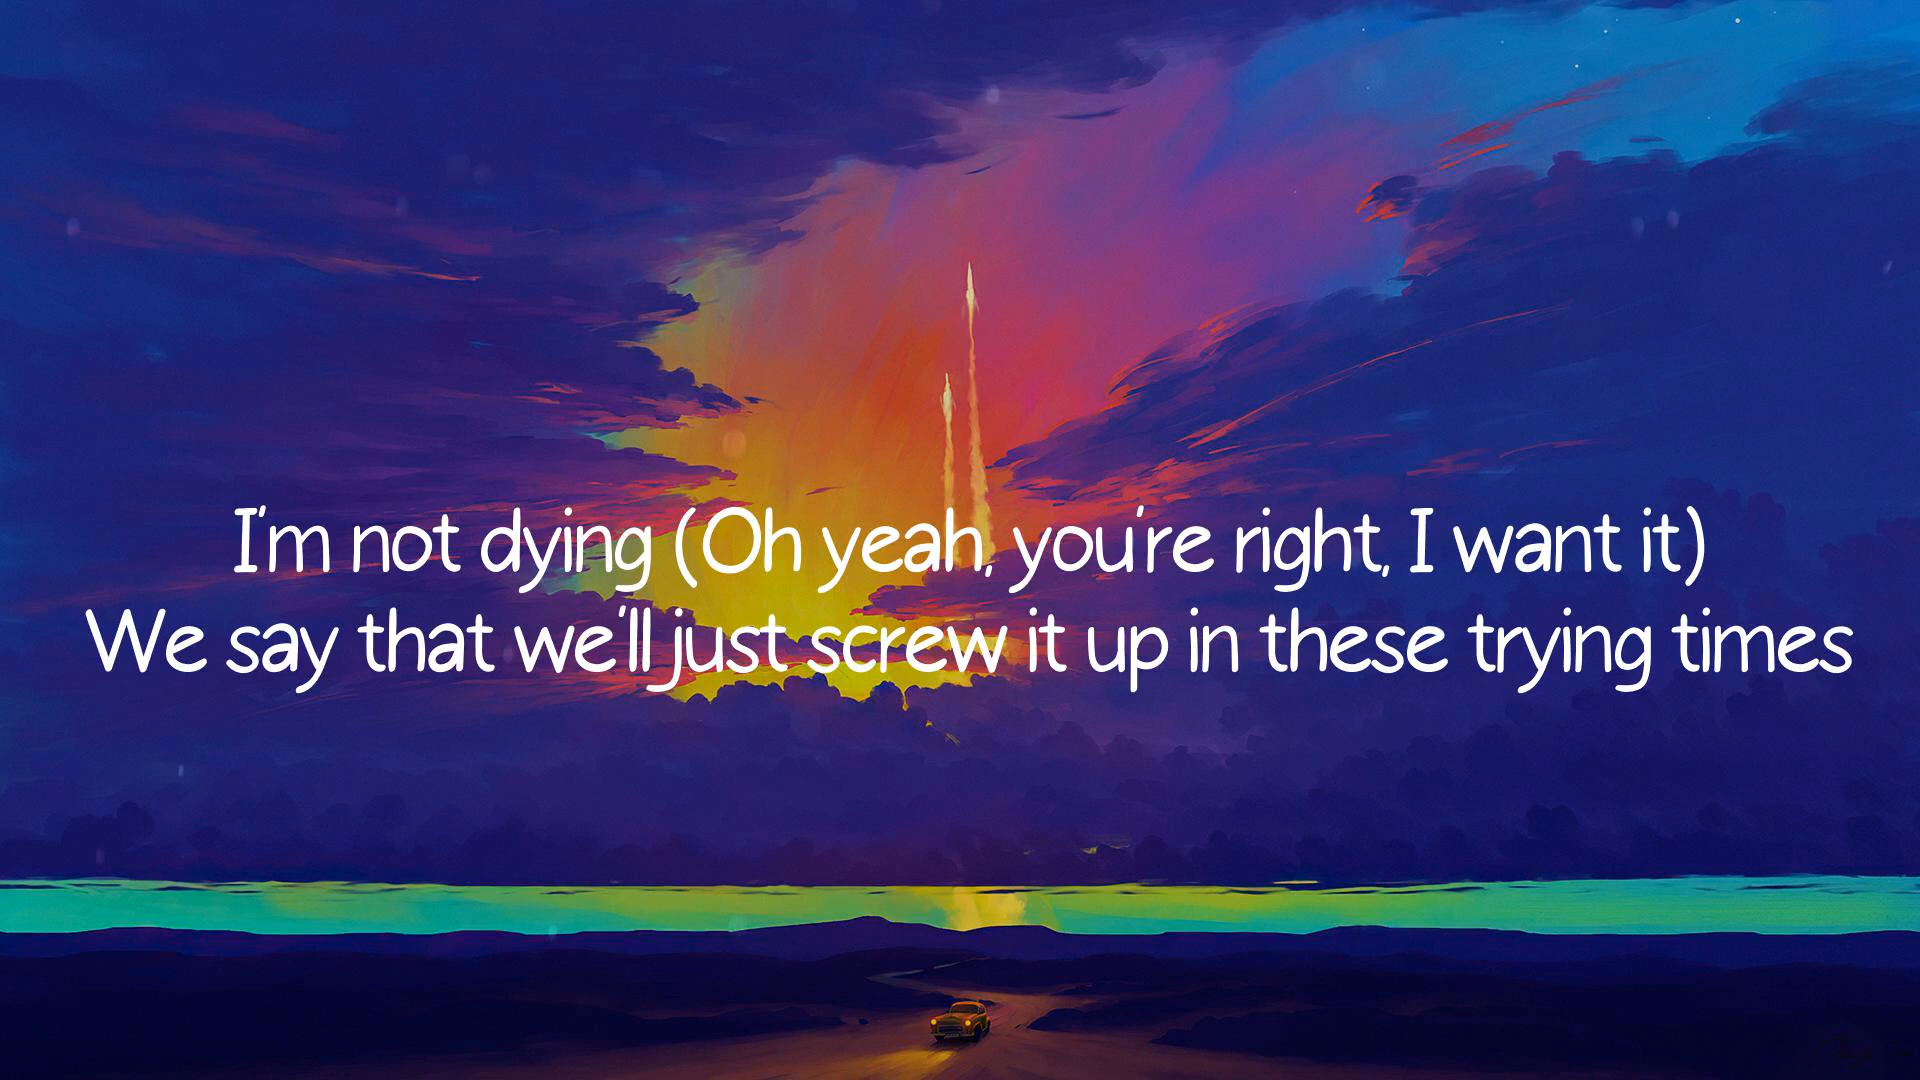 I'm not dying (Oh yeah, you're right, I want it)
We say that we'll just screw it up in these trying times